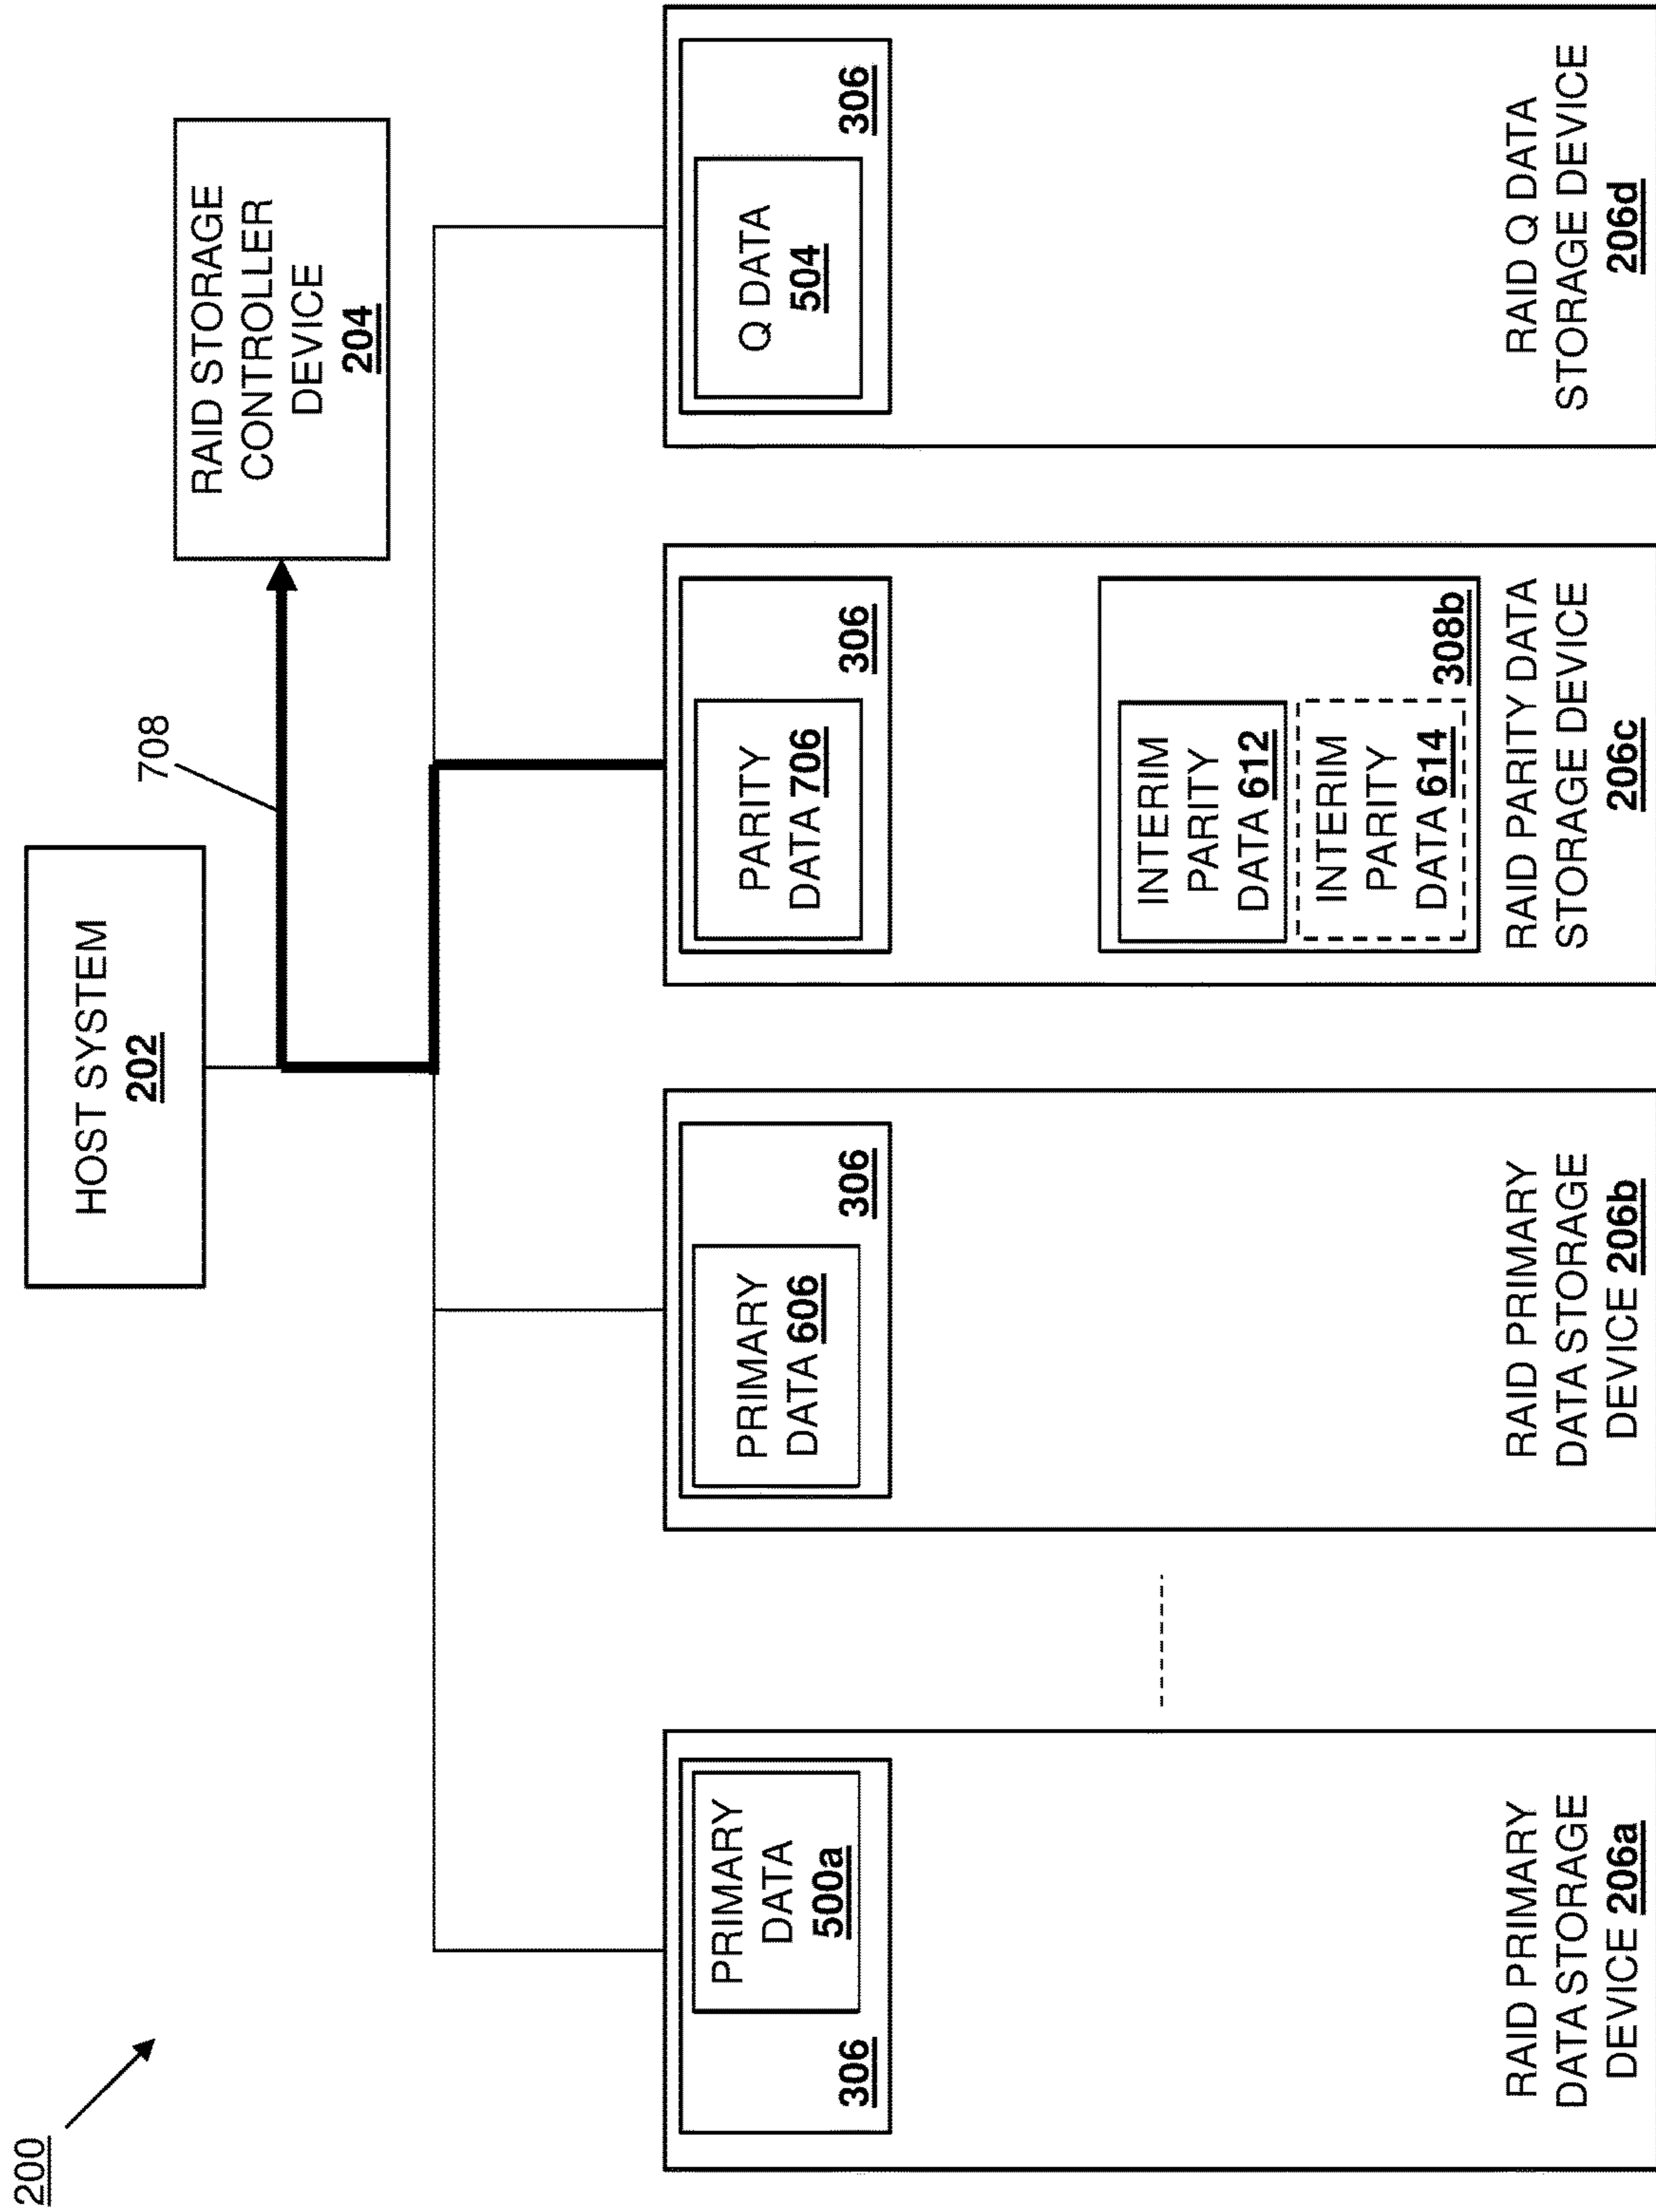 200
HOST SYSTEM
202
708
RAID STORAGE
CONTROLLER
DEVICE
204
PRIMARY
DATA
500a
306
RAID PRIMARY
DATA STORAGE
DEVICE 206a
PRIMARY
DATA 606
306
RAID PRIMARY
DATA STORAGE
DEVICE 206b
PARITY
DATA 706
306
INTERIM
PARITY
DATA 612
INTERIM
PARITY
DATA 614
308b
RAID PARITY DATA
STORAGE DEVICE
206c
Q DATA
504
306
RAID Q DATA
STORAGE DEVICE
206d